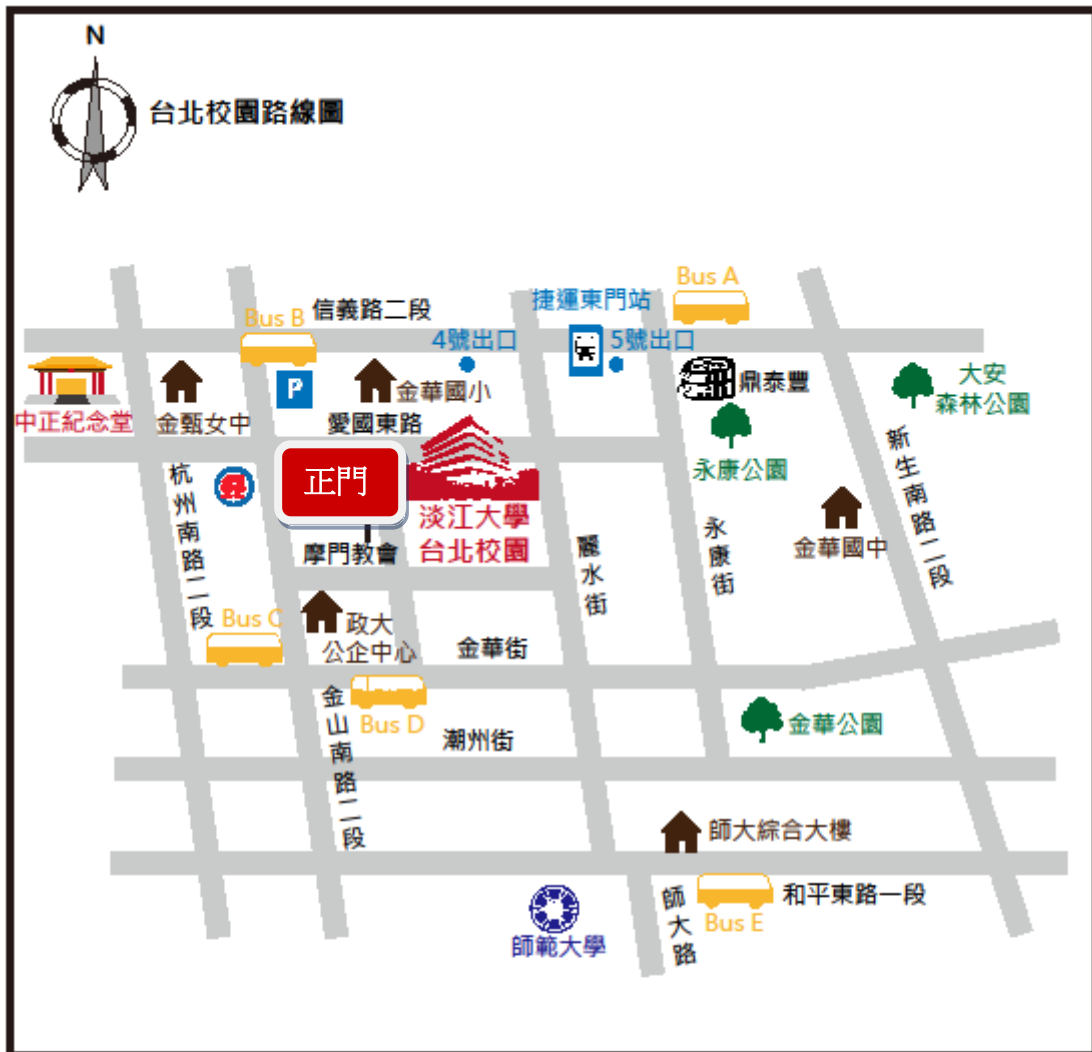 N
台北校園路線圖
Bus A
捷運東門站
信義路二段
Bus B
4號出口
5號出口
P
金華國小
鼎泰豐
大安
森林公園
中正紀念堂
金甄女中
愛國東路
永康公園
新生南路二段
杭州南路二段
正門
淡江大學
台北校園
摩門教會
麗水街
永康街
金華國中
Bus C
政大
公企中心
金華街
金山南路二段
Bus D
潮州街
金華公園
師大綜合大樓
師大路
和平東路一段
Bus E
師範大學